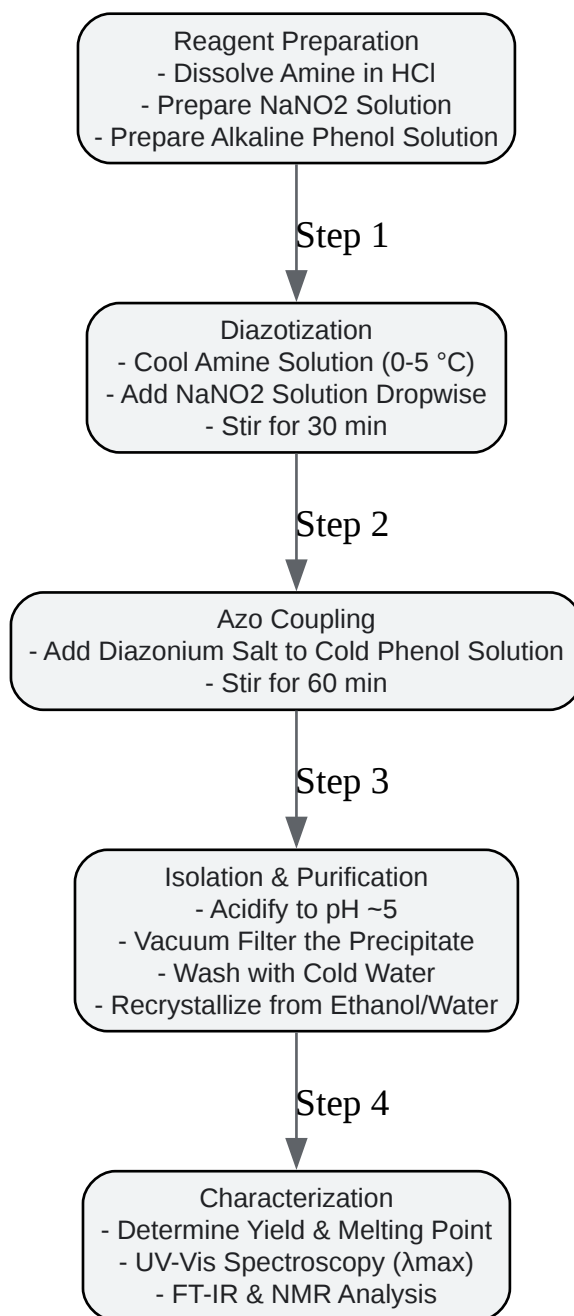 Reagent Preparation
- Dissolve Amine in HCl
- Prepare NaNO2 Solution
- Prepare Alkaline Phenol Solution
Step 1
Diazotization
- Cool Amine Solution (0-5 °C)
- Add NaNO2 Solution Dropwise
- Stir for 30 min
Step 2
Azo Coupling
- Add Diazonium Salt to Cold Phenol Solution
- Stir for 60 min
Step 3
Isolation & Purification
- Acidify to pH ~5
- Vacuum Filter the Precipitate
- Wash with Cold Water
- Recrystallize from Ethanol/Water
Step 4
Characterization
- Determine Yield & Melting Point
- UV-Vis Spectroscopy (λmax)
- FT-IR & NMR Analysis